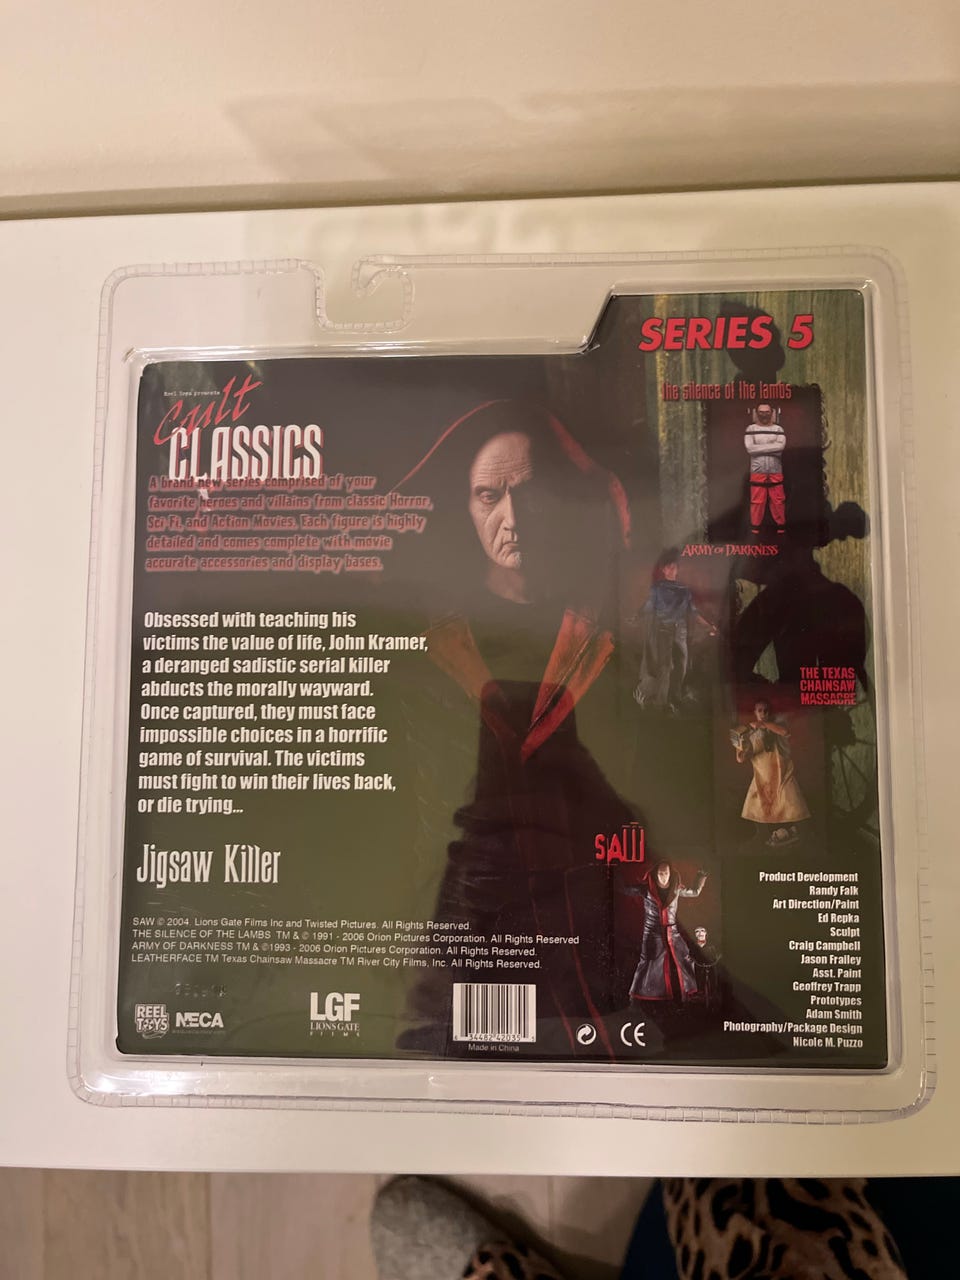 SERIES 5
the silence of the lambs
Reel Toys presents
Cult
CLASSICS
A brand new series comprised of your
favorite heroes and villains from classic Horror,
Sci Fi, and Action Movies. Each figure is highly
detailed and comes complete with movie
accurate accessories and display bases.
ARMY OF DARKNESS
Obsessed with teaching his
victims the value of life, John Kramer,
a deranged sadistic serial killer
abducts the morally wayward.
Once captured, they must face
impossible choices in a horrific
game of survival. The victims
must fight to win their lives back,
or die trying...
THE TEXAS
CHAINSAW
MASSACRE
Jigsaw Killer
SAW
SAW © 2004. Lions Gate Films Inc and Twisted Pictures. All Rights Reserved.
THE SILENCE OF THE LAMBS TM & © 1991 - 2006 Orion Pictures Corporation. All Rights Reserved
ARMY OF DARKNESS TM & ©1993 - 2006 Orion Pictures Corporation. All Rights Reserved.
LEATHERFACE TM Texas Chainsaw Massacre TM River City Films, Inc. All Rights Reserved.
Product Development
Randy Falk
Art Direction/Paint
Ed Repka
Sculpt
Craig Campbell
Jason Frailey
Asst. Paint
Geoffrey Trapp
Prototypes
Adam Smith
Photography/Package Design
Nicole M. Puzzo
REEL
TOYS
NECA
LGF
LIONS GATE
FILMS
Made in China
CE